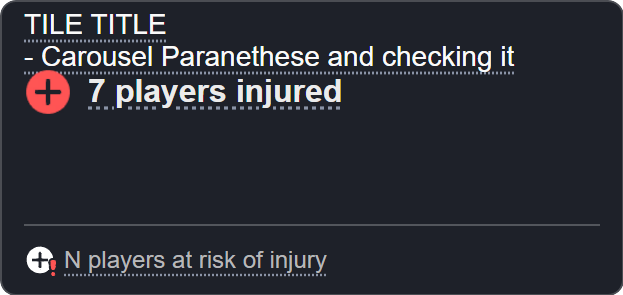 TILE TITLE
- Carousel Paranethese and checking it
7 players injured
N players at risk of injury